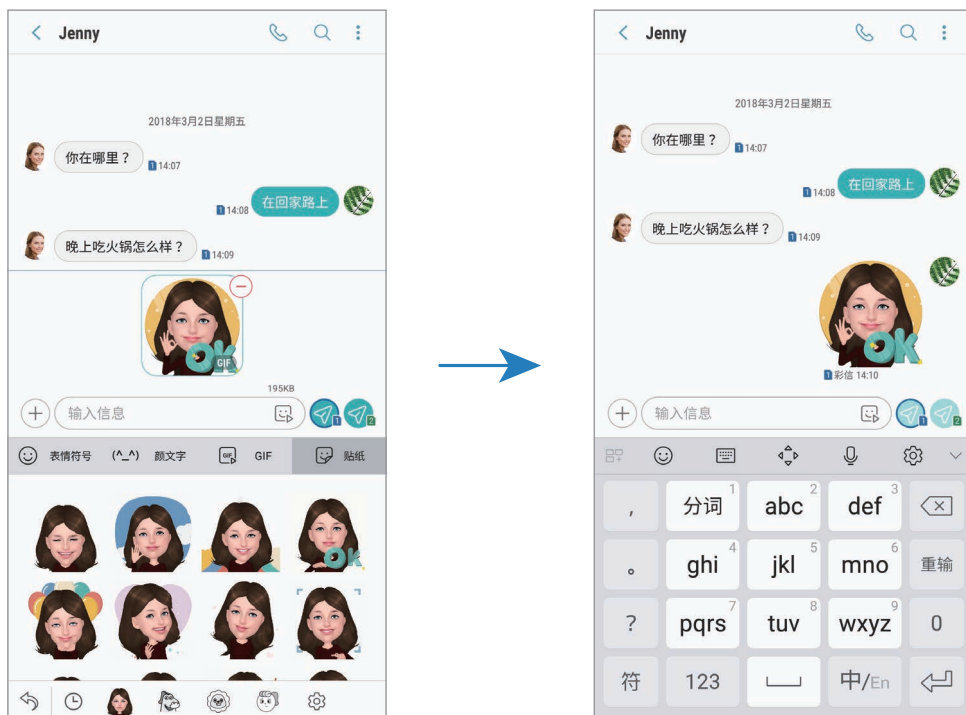 Jenny
2018年3月2日星期五
你在哪里？
1 14:07
在回家路上
1 14:08
晚上吃火锅怎么样？
1 14:09
OK
GIF
195KB
输入信息
1
2
表情符号
(^_^) 颜文字
GIF GIF
贴纸
OK
Jenny
2018年3月2日星期五
你在哪里？
1 14:07
在回家路上
1 14:08
晚上吃火锅怎么样？
1 14:09
OK
1 彩信 14:10
输入信息
1
2
, 分词 1 abc 2 def 3
。 ghi 4 jkl 5 mno 6 重输
? pqrs 7 tuv 8 wxyz 9 0
符 123 中/En